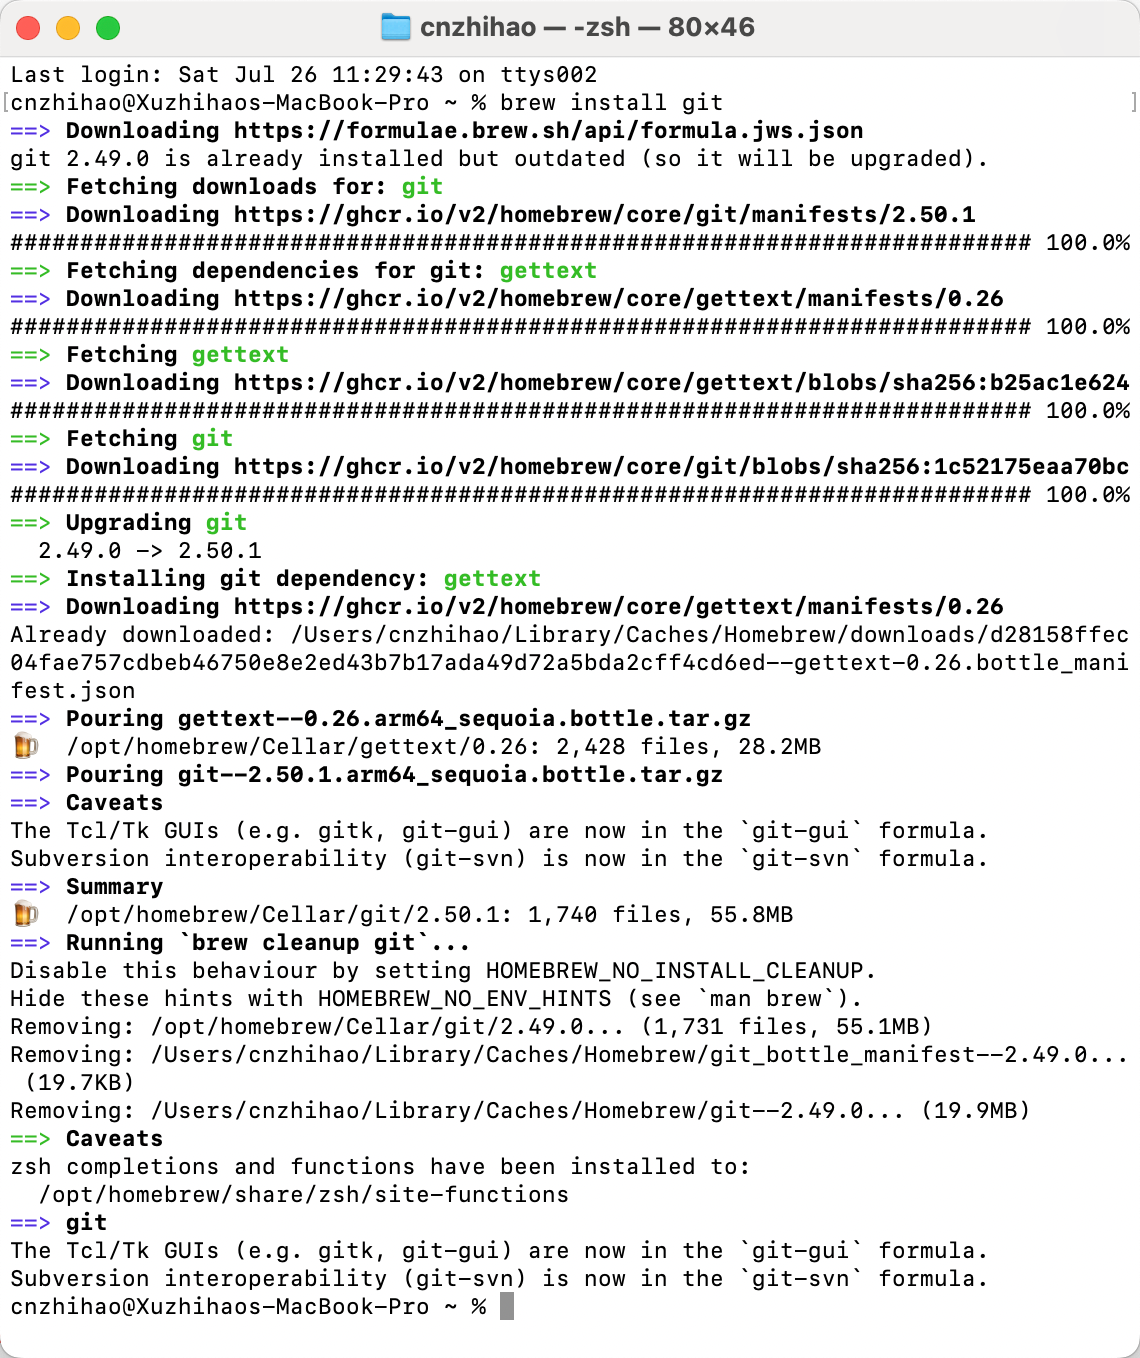 cnzhihao — -zsh — 80×46
Last login: Sat Jul 26 11:29:43 on ttys002
[cnzhihao@Xuzhihaos-MacBook-Pro ~ % brew install git ]
==> Downloading https://formulae.brew.sh/api/formula.jws.json
git 2.49.0 is already installed but outdated (so it will be upgraded).
==> Fetching downloads for: git
==> Downloading https://ghcr.io/v2/homebrew/core/git/manifests/2.50.1
######################################################################### 100.0%
==> Fetching dependencies for git: gettext
==> Downloading https://ghcr.io/v2/homebrew/core/gettext/manifests/0.26
######################################################################### 100.0%
==> Fetching gettext
==> Downloading https://ghcr.io/v2/homebrew/core/gettext/blobs/sha256:b25ac1e624
######################################################################### 100.0%
==> Fetching git
==> Downloading https://ghcr.io/v2/homebrew/core/git/blobs/sha256:1c52175eaa70bc
######################################################################### 100.0%
==> Upgrading git
  2.49.0 -> 2.50.1
==> Installing git dependency: gettext
==> Downloading https://ghcr.io/v2/homebrew/core/gettext/manifests/0.26
Already downloaded: /Users/cnzhihao/Library/Caches/Homebrew/downloads/d28158ffec
04fae757cdbeb46750e8e2ed43b7b17ada49d72a5bda2cff4cd6ed--gettext-0.26.bottle_mani
fest.json
==> Pouring gettext--0.26.arm64_sequoia.bottle.tar.gz
🍺  /opt/homebrew/Cellar/gettext/0.26: 2,428 files, 28.2MB
==> Pouring git--2.50.1.arm64_sequoia.bottle.tar.gz
==> Caveats
The Tcl/Tk GUIs (e.g. gitk, git-gui) are now in the `git-gui` formula.
Subversion interoperability (git-svn) is now in the `git-svn` formula.
==> Summary
🍺  /opt/homebrew/Cellar/git/2.50.1: 1,740 files, 55.8MB
==> Running `brew cleanup git`...
Disable this behaviour by setting HOMEBREW_NO_INSTALL_CLEANUP.
Hide these hints with HOMEBREW_NO_ENV_HINTS (see `man brew`).
Removing: /opt/homebrew/Cellar/git/2.49.0... (1,731 files, 55.1MB)
Removing: /Users/cnzhihao/Library/Caches/Homebrew/git_bottle_manifest--2.49.0...
 (19.7KB)
Removing: /Users/cnzhihao/Library/Caches/Homebrew/git--2.49.0... (19.9MB)
==> Caveats
zsh completions and functions have been installed to:
  /opt/homebrew/share/zsh/site-functions
==> git
The Tcl/Tk GUIs (e.g. gitk, git-gui) are now in the `git-gui` formula.
Subversion interoperability (git-svn) is now in the `git-svn` formula.
cnzhihao@Xuzhihaos-MacBook-Pro ~ %